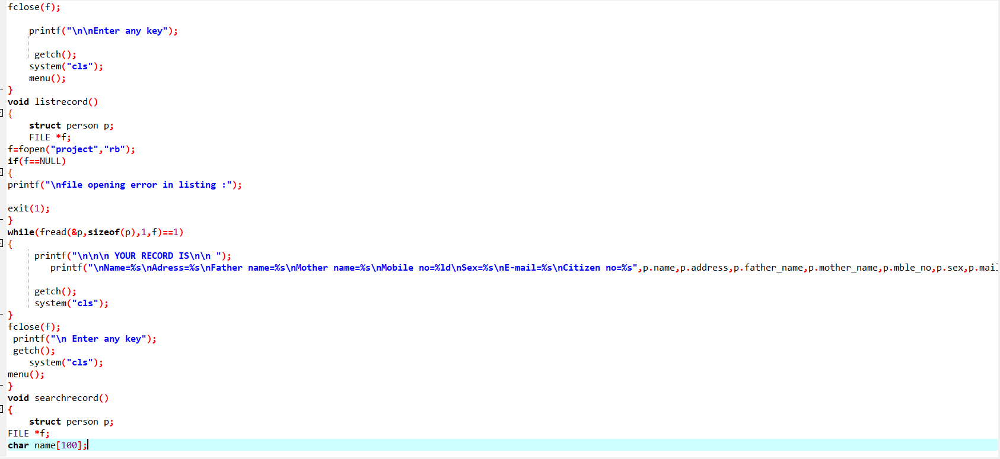 fclose(f);
printf("\n\nEnter any key");
getch();
system("cls");
menu();
}
void listrecord()
{
struct person p;
FILE *f;
f=fopen("project","rb");
if(f==NULL)
{
printf("\nfile opening error in listing :");
exit(1);
}
while(fread(&p,sizeof(p),1,f)==1)
{
printf("\n\n\n YOUR RECORD IS\n\n ");
printf("\nName=%s\nAdress=%s\nFather name=%s\nMother name=%s\nMobile no=%ld\nSex=%s\nE-mail=%s\nCitizen no=%s",p.name,p.address,p.father_name,p.mother_name,p.mble_no,p.sex,p.mail
getch();
system("cls");
}
fclose(f);
printf("\n Enter any key");
getch();
system("cls");
menu();
}
void searchrecord()
{
struct person p;
FILE *f;
char name[100];